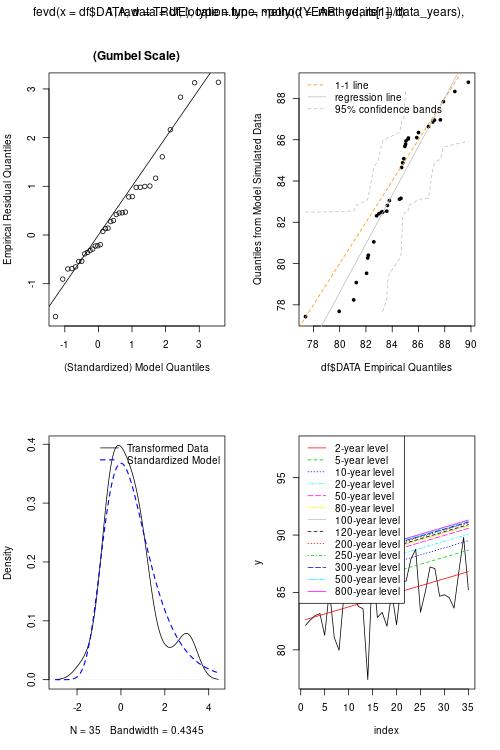 fevd(x = df$DATA, data = df, location.fun = ~poly((YEAR - years[1])/data_years),
(Gumbel Scale)
Empirical Residual Quantiles
-1 0 1 2 3
-1 0 1 2 3
(Standardized) Model Quantiles
1-1 line
regression line
95% confidence bands
Quantiles from Model Simulated Data
78 80 82 84 86 88
78 80 82 84 86 88 90
df$DATA Empirical Quantiles
Transformed Data
Standardized Model
Density
0.0 0.1 0.2 0.3 0.4
-2 0 2 4
N = 35 Bandwidth = 0.4345
2-year level
5-year level
10-year level
20-year level
50-year level
80-year level
100-year level
120-year level
200-year level
250-year level
300-year level
500-year level
800-year level
y
80 85 90 95
0 5 10 15 20 25 30 35
index